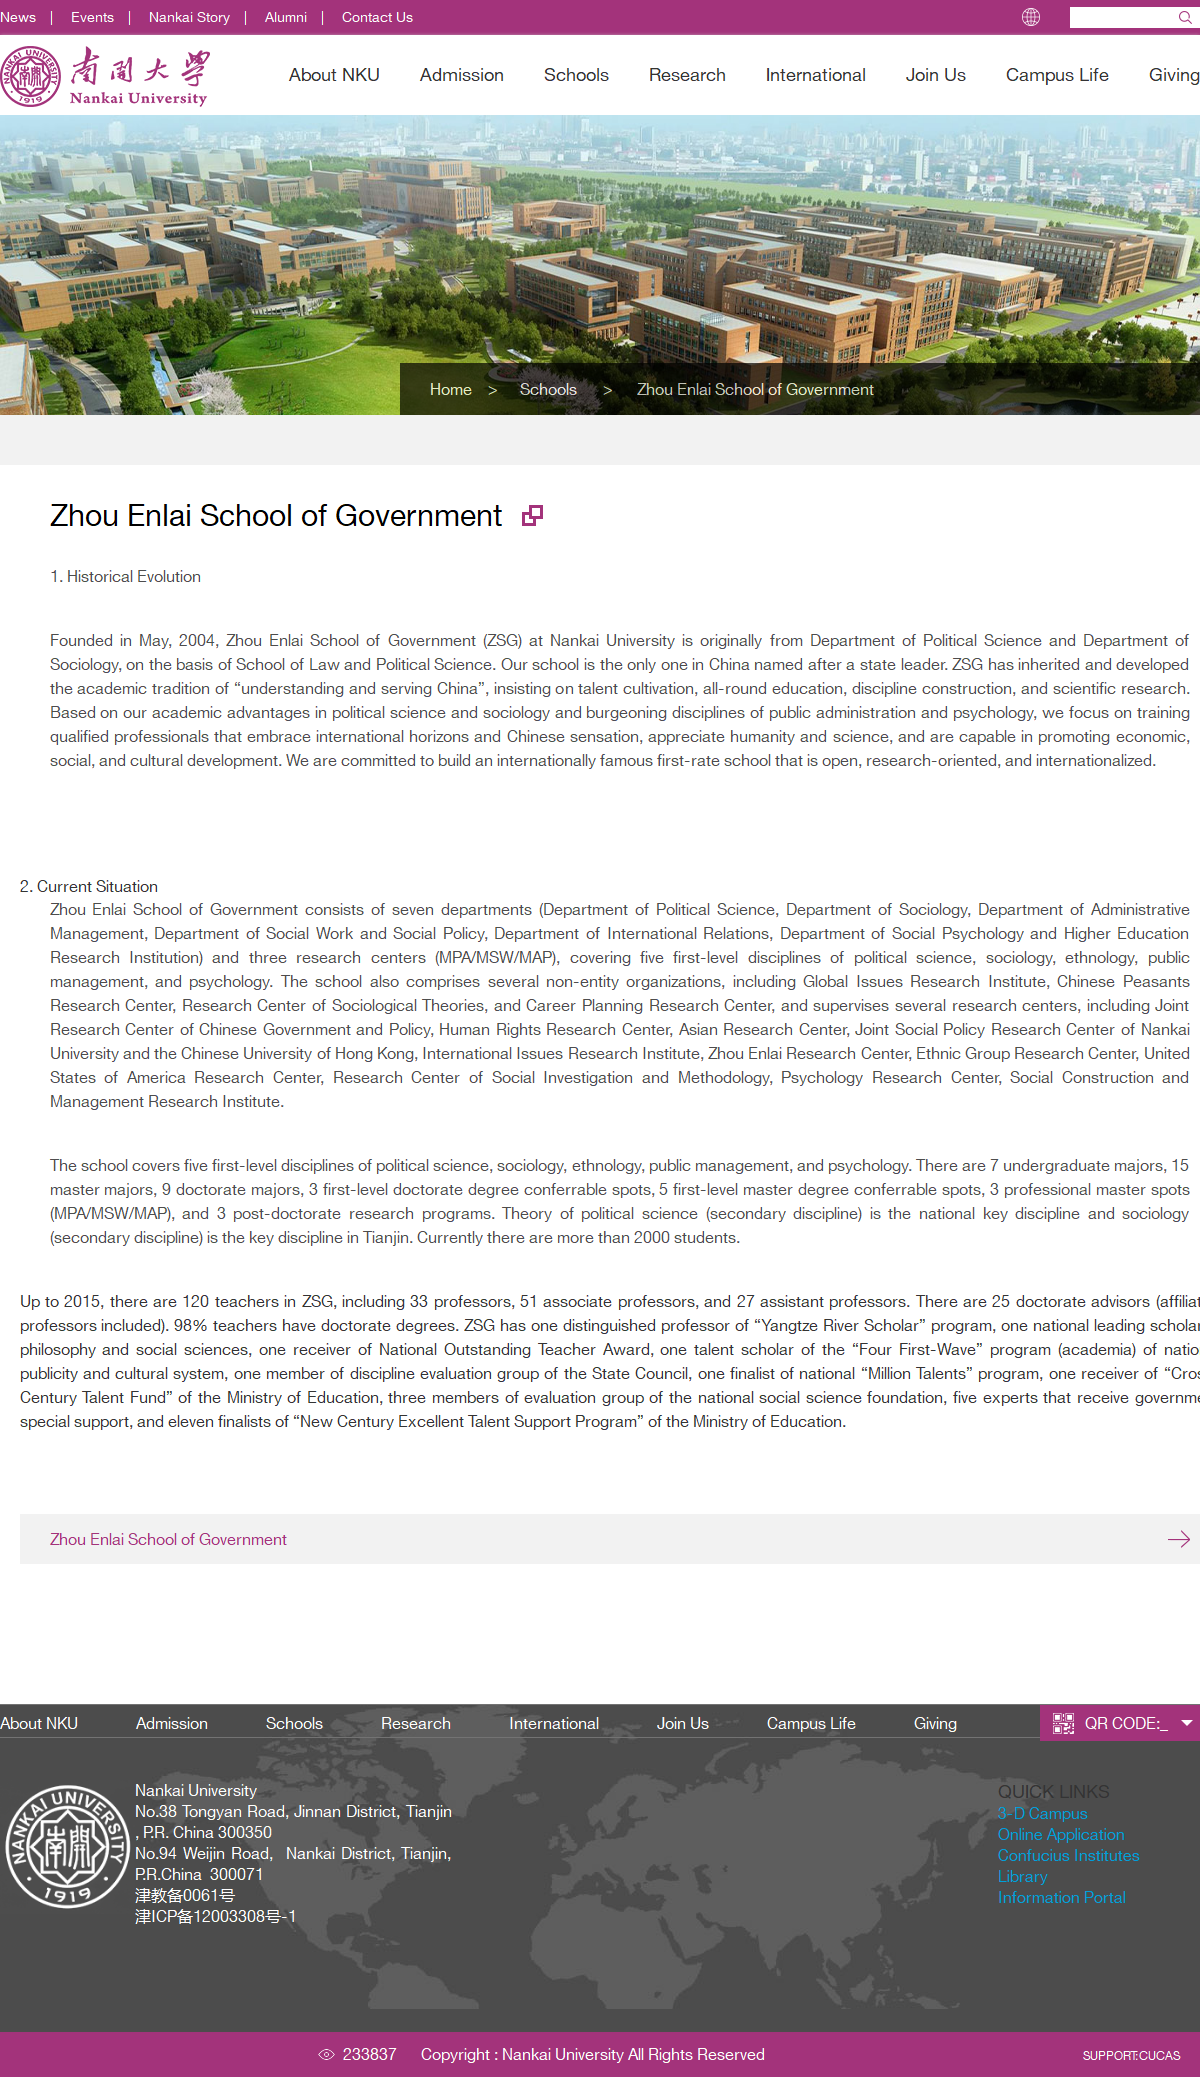 News | Events | Nankai Story | Alumni | Contact Us
NANKAI UNIVERSITY 南開 1919
南開大學
Nankai University
About NKU Admission Schools Research International Join Us Campus Life Giving
Home > Schools > Zhou Enlai School of Government
Zhou Enlai School of Government
1. Historical Evolution
Founded in May, 2004, Zhou Enlai School of Government (ZSG) at Nankai University is originally from Department of Political Science and Department of
Sociology, on the basis of School of Law and Political Science. Our school is the only one in China named after a state leader. ZSG has inherited and developed
the academic tradition of “understanding and serving China”, insisting on talent cultivation, all-round education, discipline construction, and scientific research.
Based on our academic advantages in political science and sociology and burgeoning disciplines of public administration and psychology, we focus on training
qualified professionals that embrace international horizons and Chinese sensation, appreciate humanity and science, and are capable in promoting economic,
social, and cultural development. We are committed to build an internationally famous first-rate school that is open, research-oriented, and internationalized.
2. Current Situation
Zhou Enlai School of Government consists of seven departments (Department of Political Science, Department of Sociology, Department of Administrative
Management, Department of Social Work and Social Policy, Department of International Relations, Department of Social Psychology and Higher Education
Research Institution) and three research centers (MPA/MSW/MAP), covering five first-level disciplines of political science, sociology, ethnology, public
management, and psychology. The school also comprises several non-entity organizations, including Global Issues Research Institute, Chinese Peasants
Research Center, Research Center of Sociological Theories, and Career Planning Research Center, and supervises several research centers, including Joint
Research Center of Chinese Government and Policy, Human Rights Research Center, Asian Research Center, Joint Social Policy Research Center of Nankai
University and the Chinese University of Hong Kong, International Issues Research Institute, Zhou Enlai Research Center, Ethnic Group Research Center, United
States of America Research Center, Research Center of Social Investigation and Methodology, Psychology Research Center, Social Construction and
Management Research Institute.
The school covers five first-level disciplines of political science, sociology, ethnology, public management, and psychology. There are 7 undergraduate majors, 15
master majors, 9 doctorate majors, 3 first-level doctorate degree conferrable spots, 5 first-level master degree conferrable spots, 3 professional master spots
(MPA/MSW/MAP), and 3 post-doctorate research programs. Theory of political science (secondary discipline) is the national key discipline and sociology
(secondary discipline) is the key discipline in Tianjin. Currently there are more than 2000 students.
Up to 2015, there are 120 teachers in ZSG, including 33 professors, 51 associate professors, and 27 assistant professors. There are 25 doctorate advisors (affiliat
professors included). 98% teachers have doctorate degrees. ZSG has one distinguished professor of “Yangtze River Scholar” program, one national leading scholar
philosophy and social sciences, one receiver of National Outstanding Teacher Award, one talent scholar of the “Four First-Wave” program (academia) of natio
publicity and cultural system, one member of discipline evaluation group of the State Council, one finalist of national “Million Talents” program, one receiver of “Cros
Century Talent Fund” of the Ministry of Education, three members of evaluation group of the national social science foundation, five experts that receive governme
special support, and eleven finalists of “New Century Excellent Talent Support Program” of the Ministry of Education.
Zhou Enlai School of Government
About NKU Admission Schools Research International Join Us Campus Life Giving QR CODE:_
NANKAI UNIVERSITY 南開 1919
Nankai University
No.38 Tongyan Road, Jinnan District, Tianjin
, P.R. China 300350
No.94 Weijin Road, Nankai District, Tianjin,
P.R.China 300071
津教备0061号
津ICP备12003308号-1
QUICK LINKS
3-D Campus
Online Application
Confucius Institutes
Library
Information Portal
233837 Copyright : Nankai University All Rights Reserved
SUPPORT:CUCAS